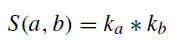 S(a, b) = k_a * k_b